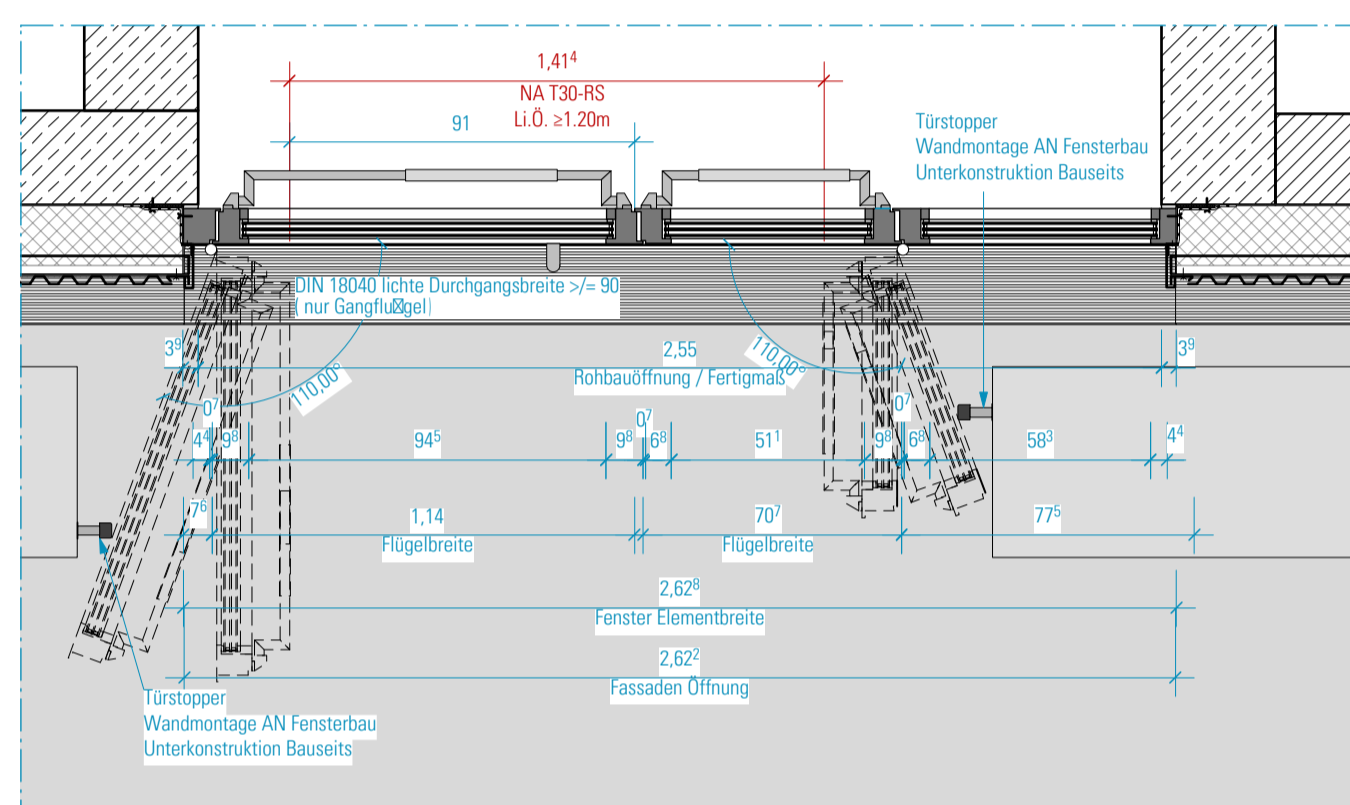 1,41⁴
NA T30-RS
Li.Ö. ≥1.20m
91
Türstopper
Wandmontage AN Fensterbau
Unterkonstruktion Bauseits
DIN 18040 lichte Durchgangsbreite >/= 90
( nur Gangflügel)
3⁹
2,55
3⁹
Rohbauöffnung / Fertigmaß
110,00°
110,00°
0⁷
0⁷
0⁷
4⁴
9⁸
94⁵
9⁸
6⁸
51¹
9⁸
6⁸
58³
4⁴
7⁶
1,14
70⁷
77⁵
Flügelbreite
Flügelbreite
2,62⁸
Fenster Elementbreite
2,62²
Fassaden Öffnung
Türstopper
Wandmontage AN Fensterbau
Unterkonstruktion Bauseits